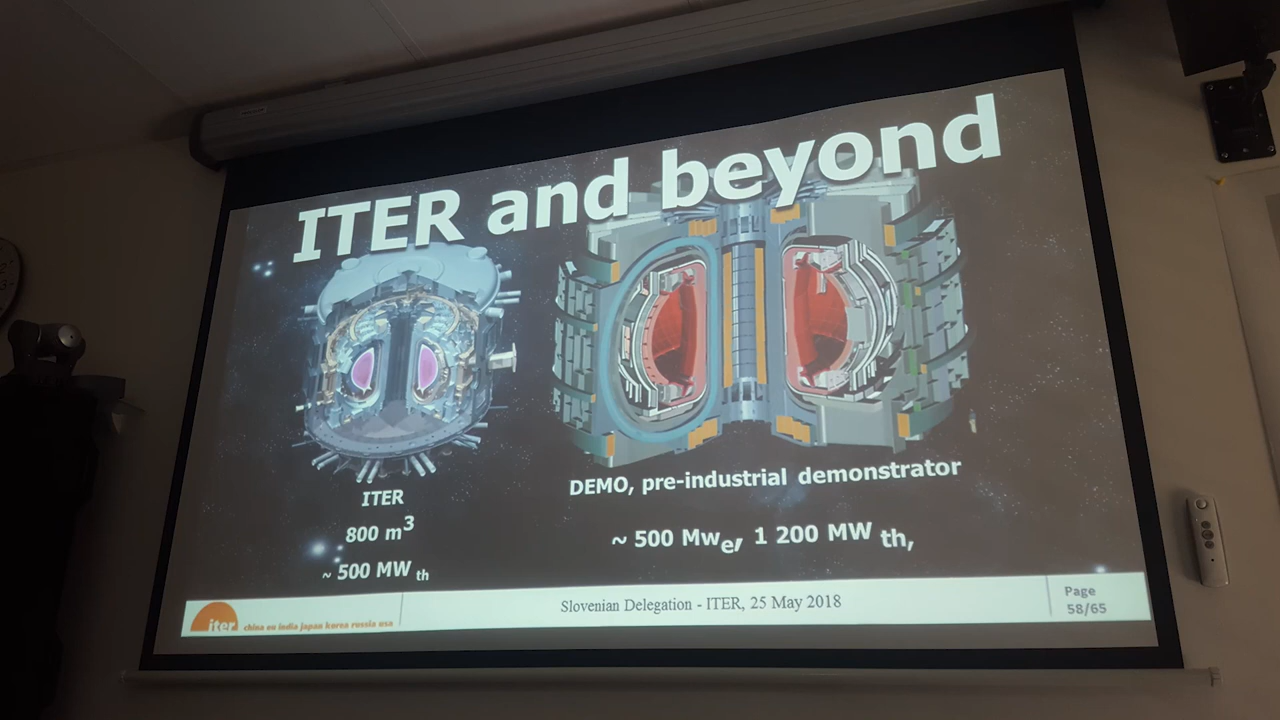 ITER and beyond
ITER
800 m3
~ 500 MW th
DEMO, pre-industrial demonstrator
~ 500 Mwe, 1 200 MW th,
iter china eu india japan korea russia usa
Slovenian Delegation - ITER, 25 May 2018
Page
58/65